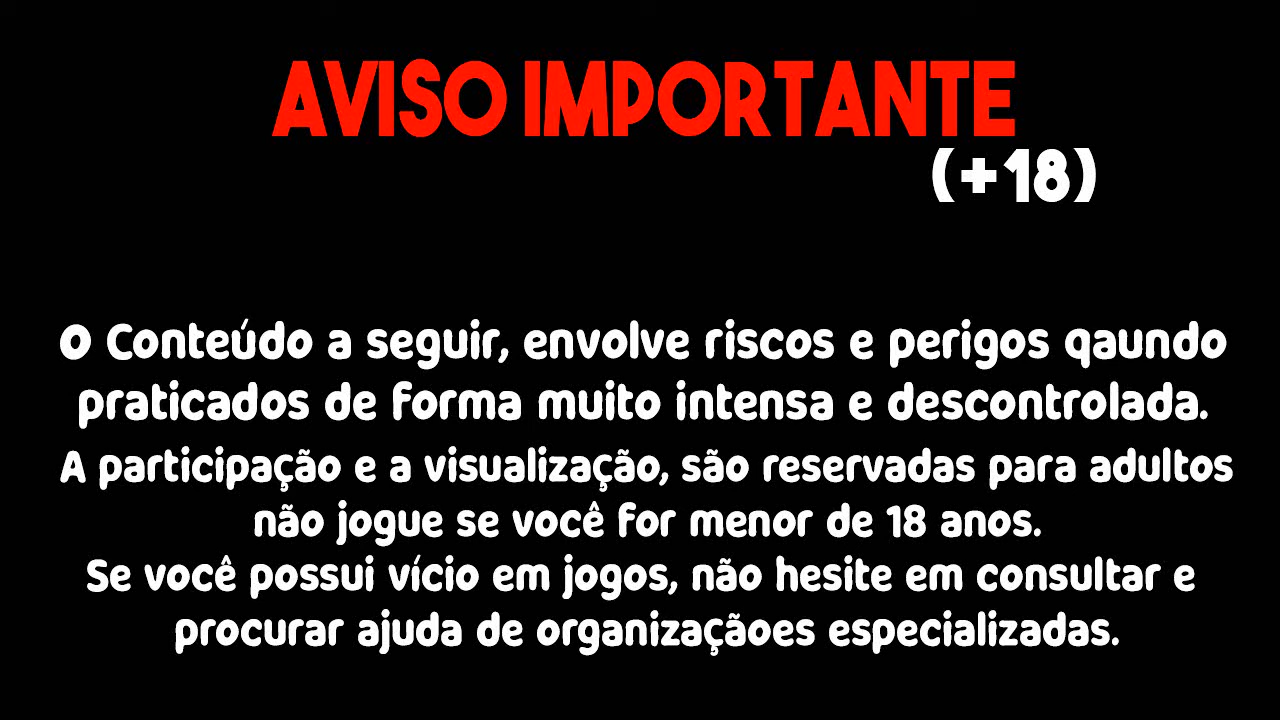 AVISO IMPORTANTE
(+18)
O Conteúdo a seguir, envolve riscos e perigos qaundo
praticados de forma muito intensa e descontrolada.
A participação e a visualização, são reservadas para adultos
não jogue se você for menor de 18 anos.
Se você possui vício em jogos, não hesite em consultar e
procurar ajuda de organizaçãoes especializadas.